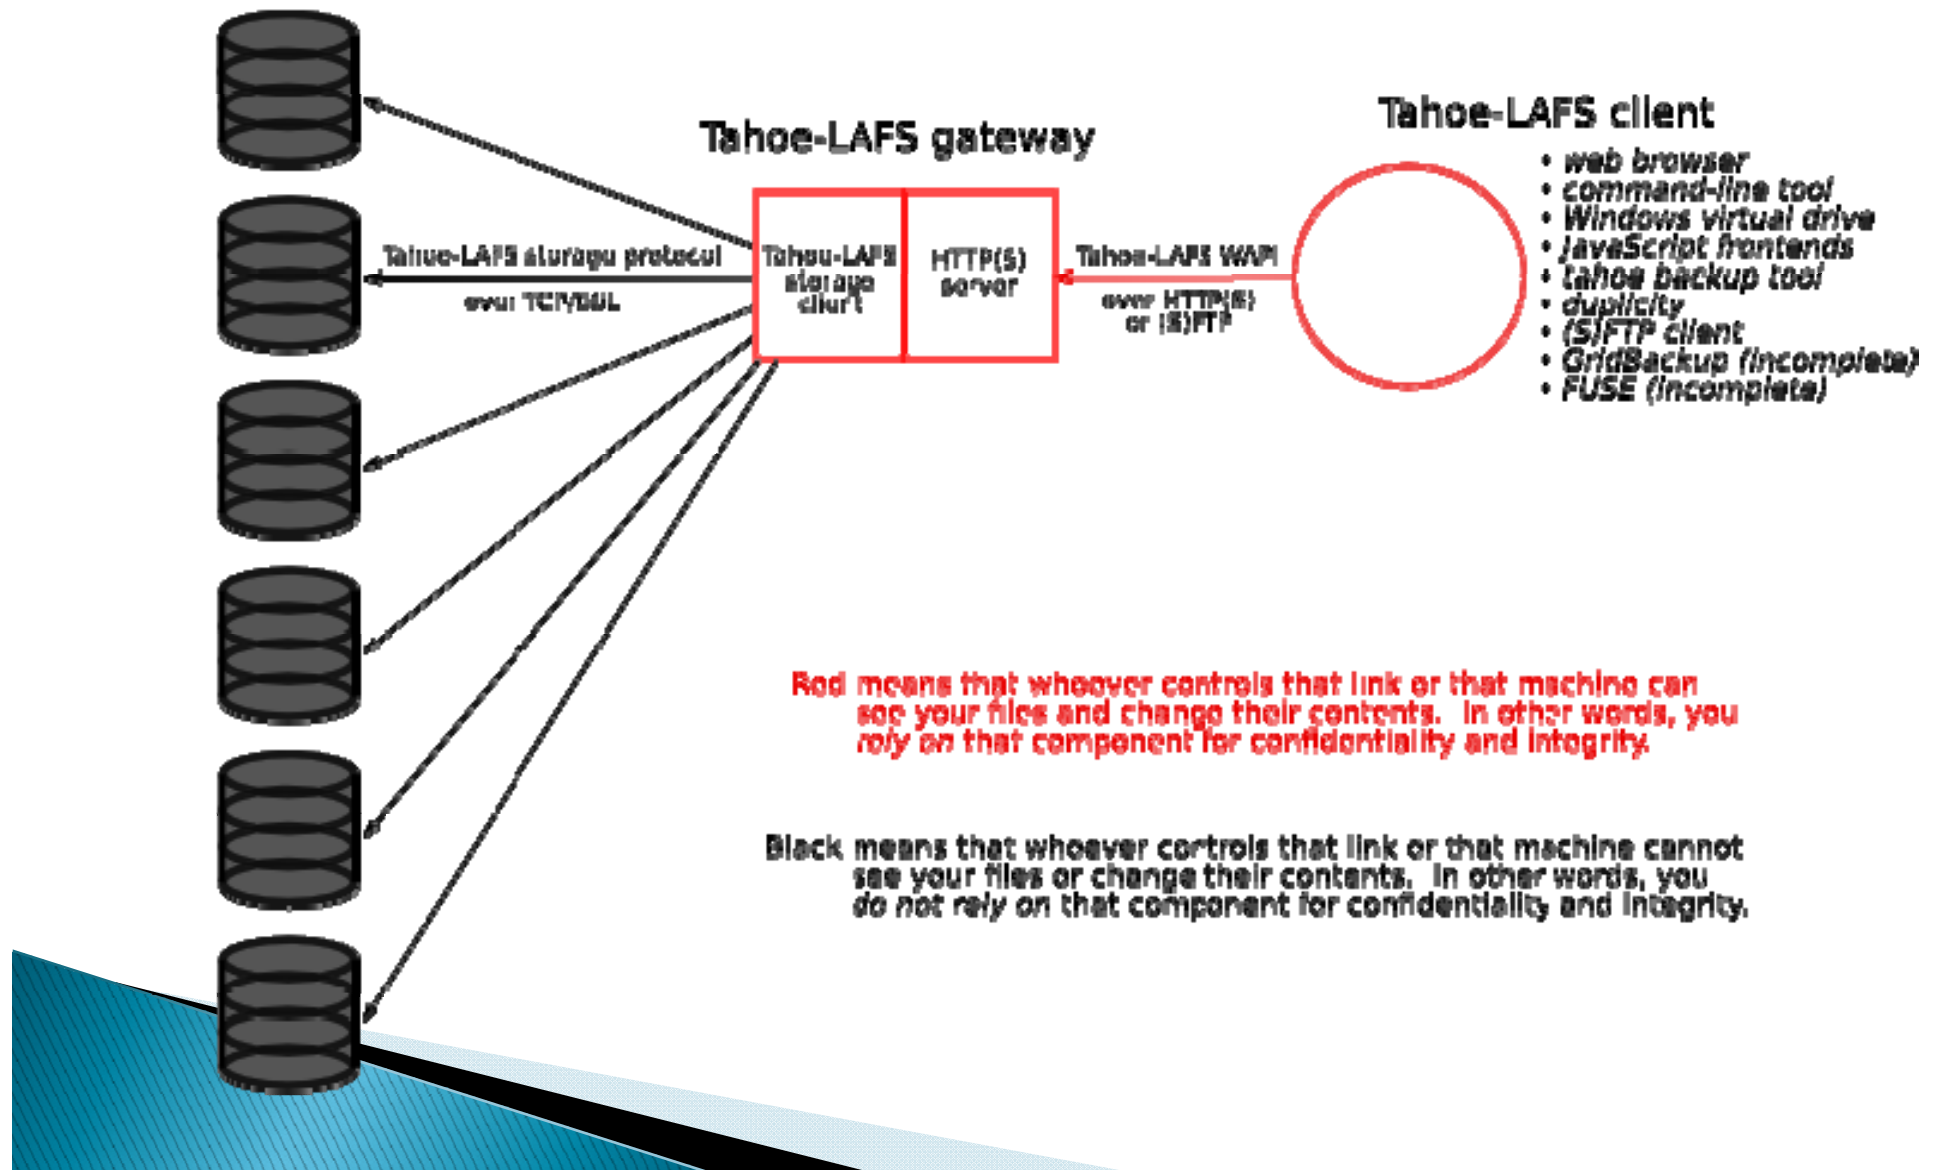 Tahoe-LAFS client
Tahoe-LAFS gateway
• web browser
• command-line tool
• Windows virtual drive
• JavaScript frontends
• tahoe backup tool
• duplicity
• (S)FTP client
• GridBackup (incomplete)
• FUSE (incomplete)
Tahoe-LAFS storage protocol
over TCP/SSL
Tahoe-LAFS
storage
client
HTTP(S)
server
Tahoe-LAFS WAPI
over HTTP(S)
or (S)FTP
Red means that whoever controls that link or that machine can
see your files and change their contents. In other words, you
rely on that component for confidentiality and integrity.
Black means that whoever controls that link or that machine cannot
see your files or change their contents. In other words, you
do not rely on that component for confidentiality and integrity.